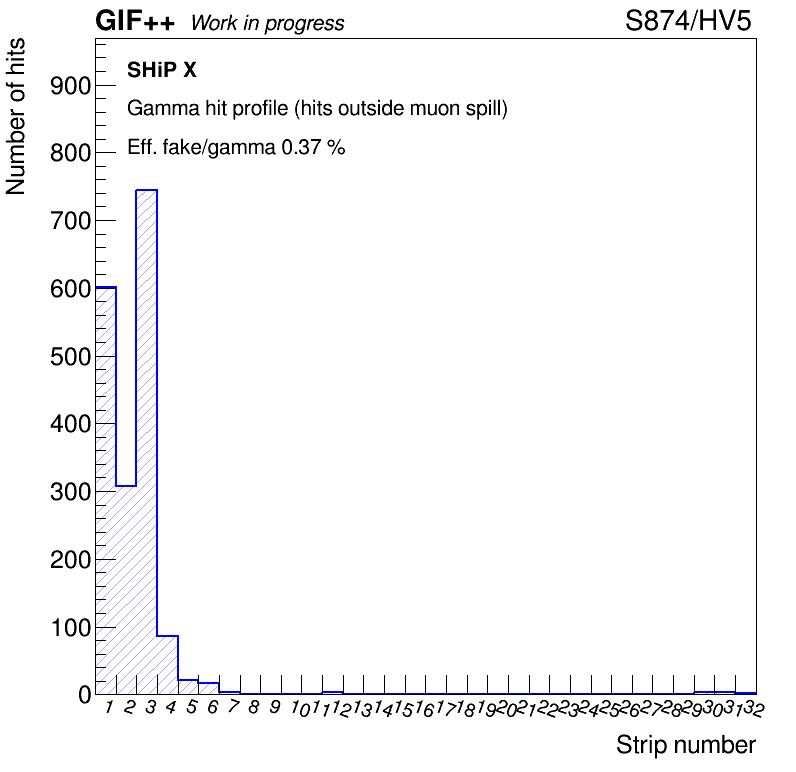 GIF++ Work in progress S874/HV5
Number of hits
SHiP X
Gamma hit profile (hits outside muon spill)
Eff. fake/gamma 0.37 %
900
800
700
600
500
400
300
200
100
0
1 2 3 4 5 6 7 8 9 10 11 12 13 14 15 16 17 18 19 20 21 22 23 24 25 26 27 28 29 30 31 32
Strip number